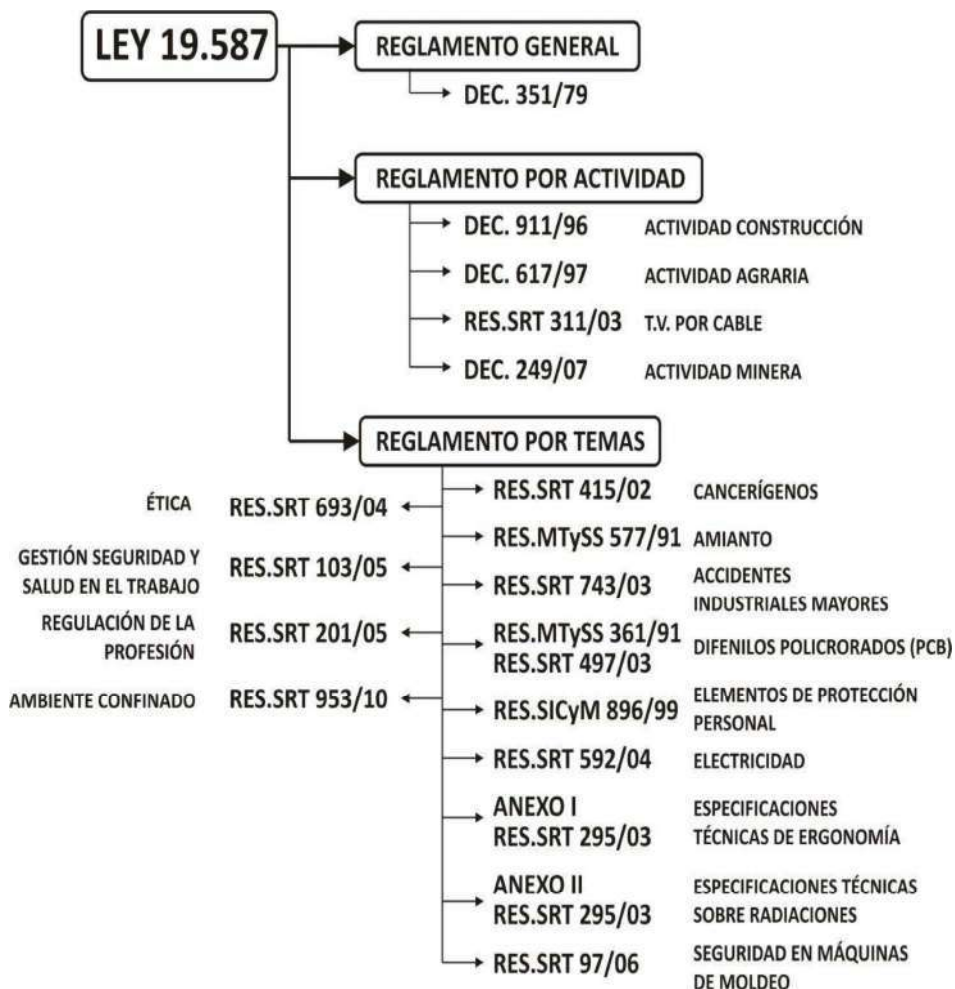 LEY 19.587
REGLAMENTO GENERAL
DEC. 351/79
REGLAMENTO POR ACTIVIDAD
DEC. 911/96 ACTIVIDAD CONSTRUCCIÓN
DEC. 617/97 ACTIVIDAD AGRARIA
RES.SRT 311/03 T.V. POR CABLE
DEC. 249/07 ACTIVIDAD MINERA
REGLAMENTO POR TEMAS
ÉTICA RES.SRT 693/04
GESTIÓN SEGURIDAD Y
SALUD EN EL TRABAJO RES.SRT 103/05
REGULACIÓN DE LA
PROFESIÓN RES.SRT 201/05
AMBIENTE CONFINADO RES.SRT 953/10
RES.SRT 415/02 CANCERÍGENOS
RES.MTySS 577/91 AMIANTO
RES.SRT 743/03 ACCIDENTES
INDUSTRIALES MAYORES
RES.MTySS 361/91
RES.SRT 497/03 DIFENILOS POLICRORADOS (PCB)
RES.SICyM 896/99 ELEMENTOS DE PROTECCIÓN
PERSONAL
RES.SRT 592/04 ELECTRICIDAD
ANEXO I ESPECIFICACIONES
RES.SRT 295/03 TÉCNICAS DE ERGONOMÍA
ANEXO II ESPECIFICACIONES TÉCNICAS
RES.SRT 295/03 SOBRE RADIACIONES
RES.SRT 97/06 SEGURIDAD EN MÁQUINAS
DE MOLDEO